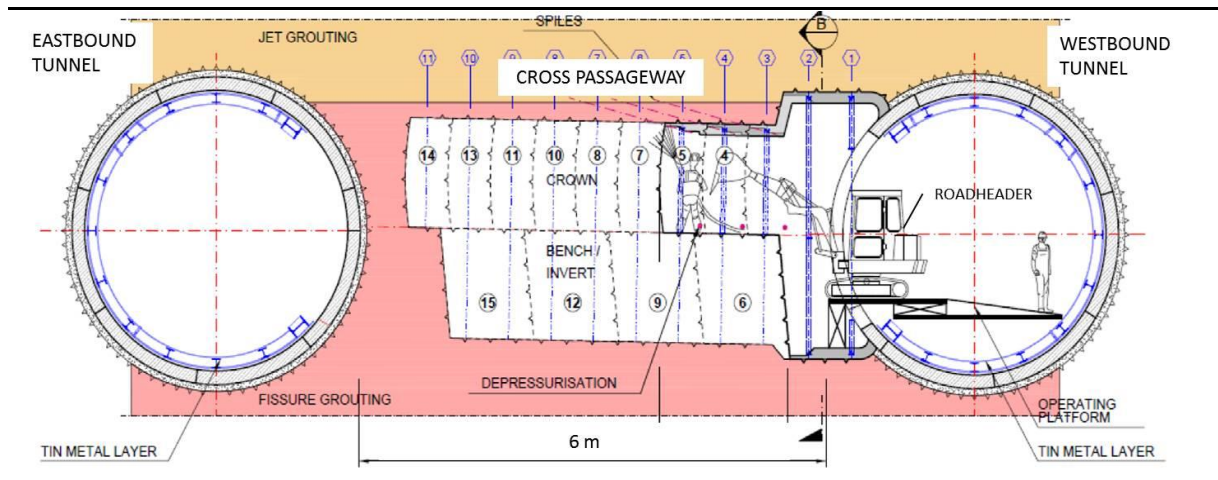 SPILES
B
EASTBOUND
TUNNEL
JET GROUTING
WESTBOUND
TUNNEL
11
10
9
8
7
6
5
4
3
2
1
CROSS PASSAGEWAY
14
13
11
10
8
7
5
4
CROWN
ROADHEADER
BENCH /
INVERT
15
12
9
6
DEPRESSURISATION
FISSURE GROUTING
OPERATING
PLATFORM
6 m
TIN METAL LAYER
TIN METAL LAYER